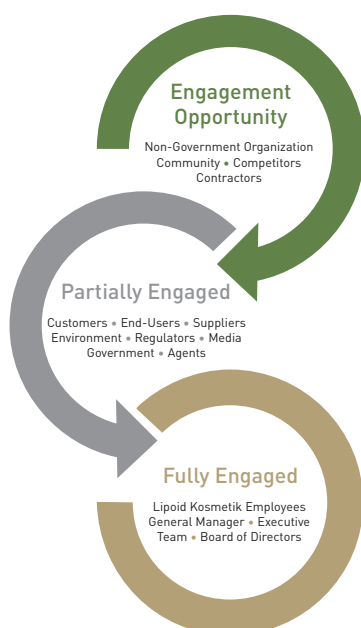 Engagement
Opportunity
Non-Government Organization
Community • Competitors
Contractors
Partially Engaged
Customers • End-Users • Suppliers
Environment • Regulators • Media
Government • Agents
Fully Engaged
Lipoid Kosmetik Employees
General Manager • Executive
Team • Board of Directors